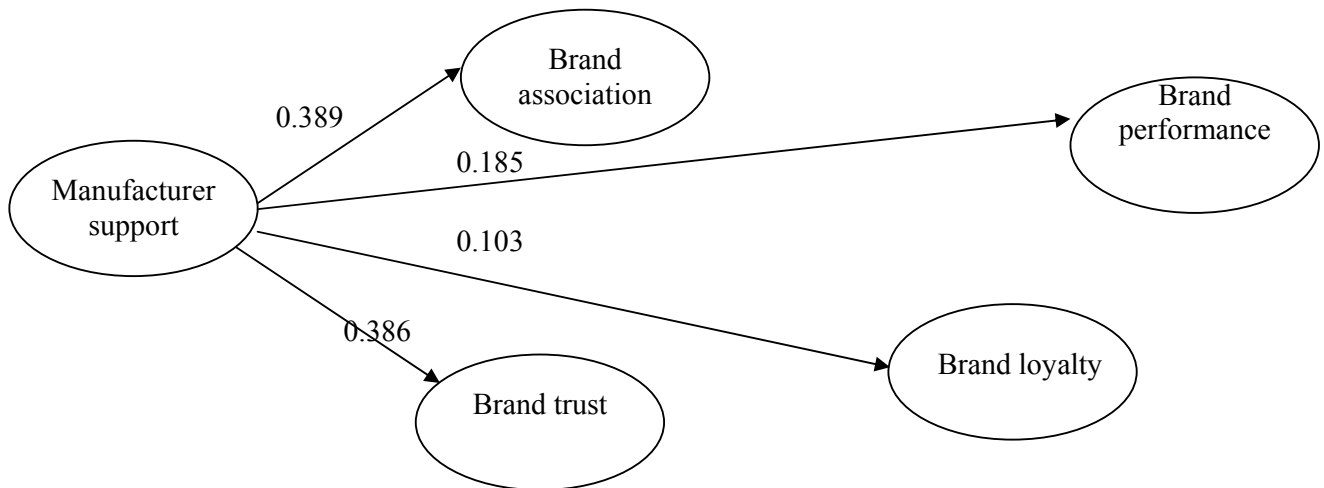 Brand
association
Brand
performance
0.389
0.185
Manufacturer
support
0.103
0.386
Brand loyalty
Brand trust